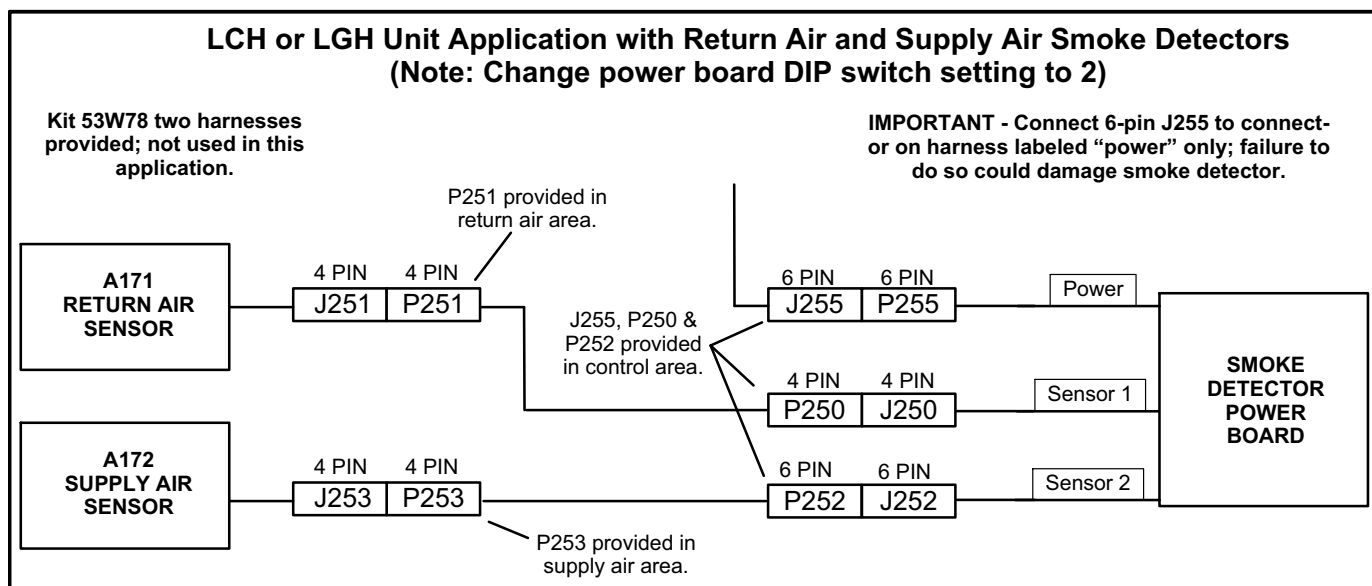 LCH or LGH Unit Application with Return Air and Supply Air Smoke Detectors
(Note: Change power board DIP switch setting to 2)
Kit 53W78 two harnesses
provided; not used in this
application.
IMPORTANT - Connect 6-pin J255 to connect-
or on harness labeled “power” only; failure to
do so could damage smoke detector.
P251 provided in
return air area.
A171
RETURN AIR
SENSOR
4 PIN 4 PIN
J251 P251
6 PIN 6 PIN
J255 P255
Power
J255, P250 &
P252 provided
in control area.
4 PIN 4 PIN
P250 J250
Sensor 1
SMOKE
DETECTOR
POWER
BOARD
A172
SUPPLY AIR
SENSOR
4 PIN 4 PIN
J253 P253
6 PIN 6 PIN
P252 J252
Sensor 2
P253 provided in
supply air area.